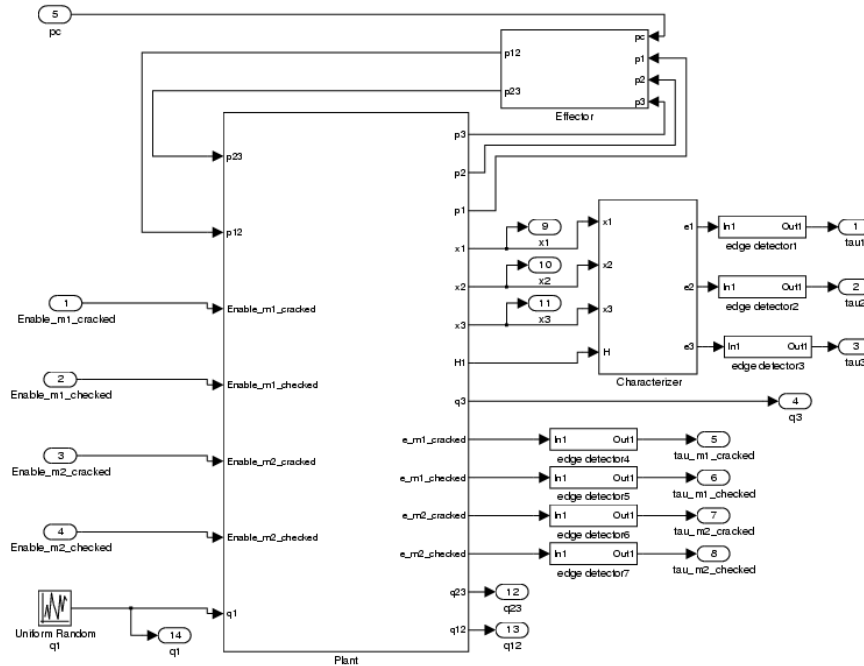 5
pc
pc
p12
p1
p2
p23
p3
Effector
p23
p3
p2
p1
p12
x1
9
x1
x1
e1
In1 Out1
1
edge detector1
tau1
x2
10
x2
x2
e2
In1 Out1
2
edge detector2
tau2
1
Enable_m1_cracked
Enable_m1_cracked
x3
11
x3
x3
e3
In1 Out1
3
edge detector3
tau3
H1
H
Characterizer
2
Enable_m1_checked
Enable_m1_checked
q3
4
q3
e_m1_cracked
In1 Out1
5
edge detector4
tau_m1_cracked
3
Enable_m2_cracked
Enable_m2_cracked
e_m1_checked
In1 Out1
6
edge detector5
tau_m1_checked
e_m2_cracked
In1 Out1
7
edge detector6
tau_m2_cracked
4
Enable_m2_checked
Enable_m2_checked
e_m2_checked
In1 Out1
8
edge detector7
tau_m2_checked
q23
12
q23
Uniform Random
q1
q1
14
q1
q12
13
q12
Plant